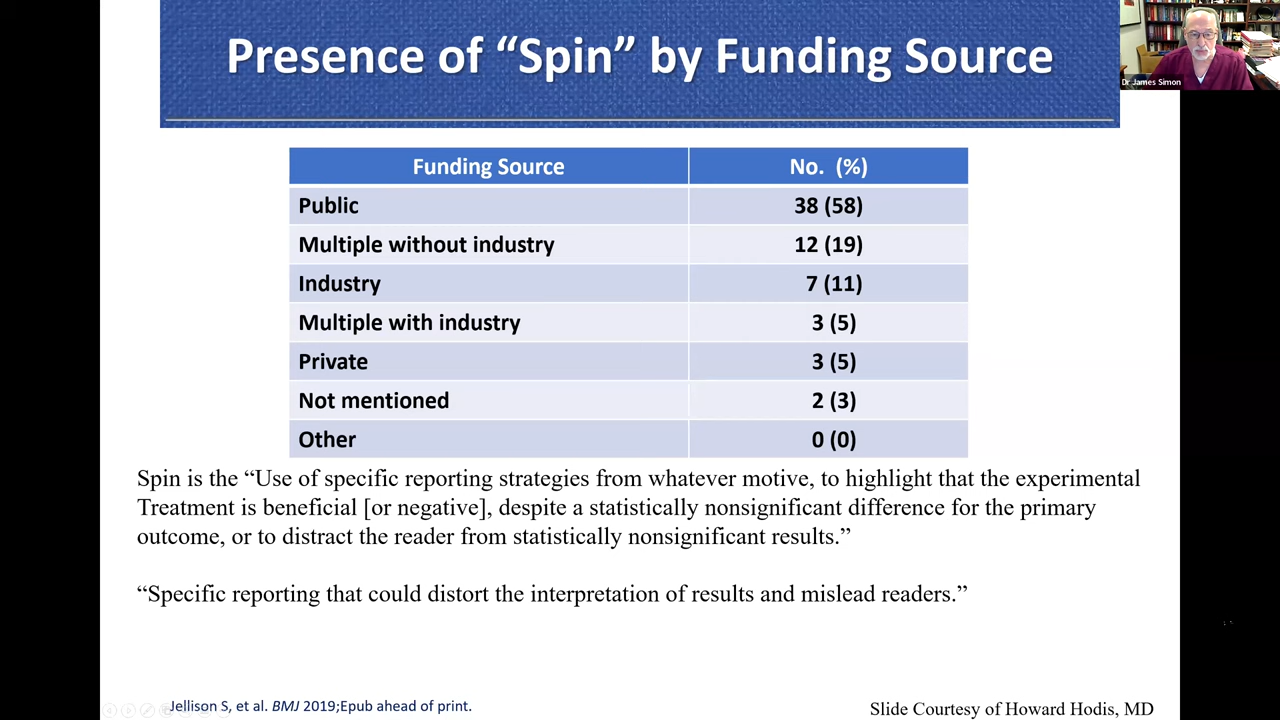 Presence of “Spin” by Funding Source
Dr James Simon
Funding Source No. (%)
Public 38 (58)
Multiple without industry 12 (19)
Industry 7 (11)
Multiple with industry 3 (5)
Private 3 (5)
Not mentioned 2 (3)
Other 0 (0)
Spin is the “Use of specific reporting strategies from whatever motive, to highlight that the experimental
Treatment is beneficial [or negative], despite a statistically nonsignificant difference for the primary
outcome, or to distract the reader from statistically nonsignificant results.”
“Specific reporting that could distort the interpretation of results and mislead readers.”
Jellison S, et al. BMJ 2019;Epub ahead of print.
Slide Courtesy of Howard Hodis, MD